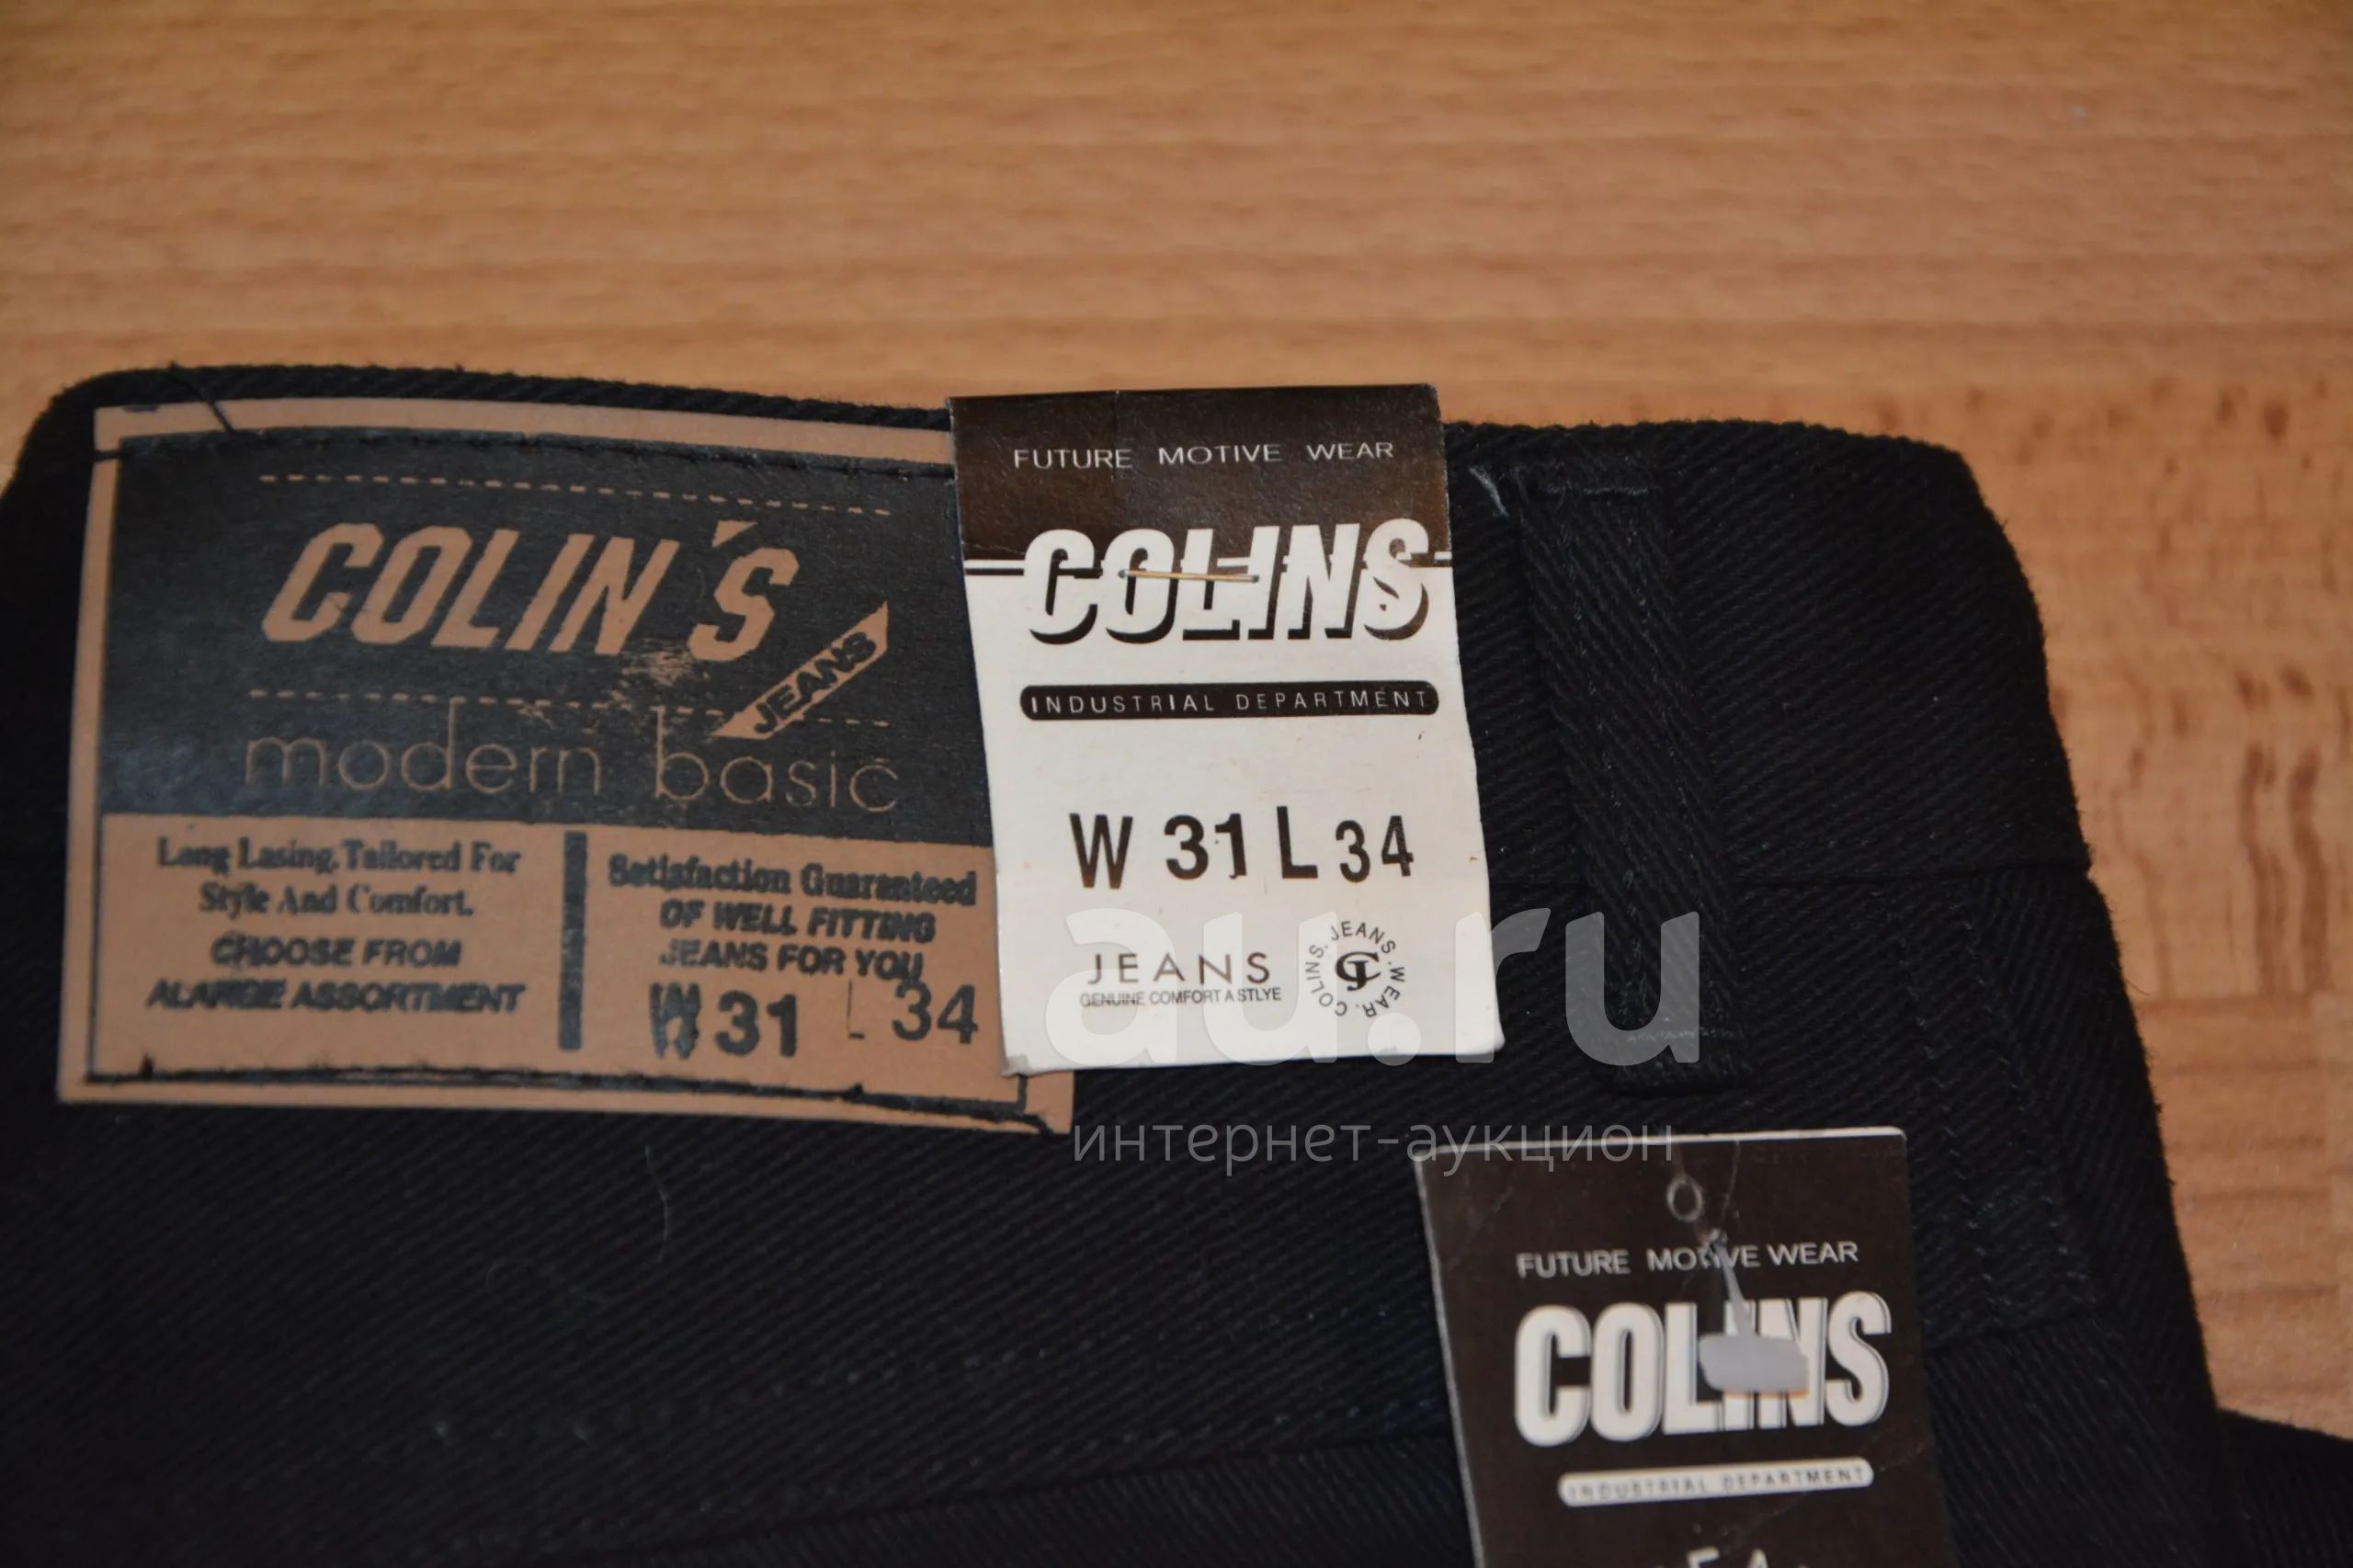 COLIN'S
JEANS
modern basic
Long Lasing, Tailored For
Style And Comfort.
CHOOSE FROM
ALARGE ASSORTMENT
Satisfaction Guaranteed
OF WELL FITTING
JEANS FOR YOU
W 31 L 34
FUTURE MOTIVE WEAR
COLINS
INDUSTRIAL DEPARTMENT
W 31 L 34
JEANS
GENUINE COMFORT A STLYE
COLINS. JEANS. WEAR.
CJ
au.ru
интернет-аукцион
FUTURE MOTIVE WEAR
COLINS
INDUSTRIAL DEPARTMENT